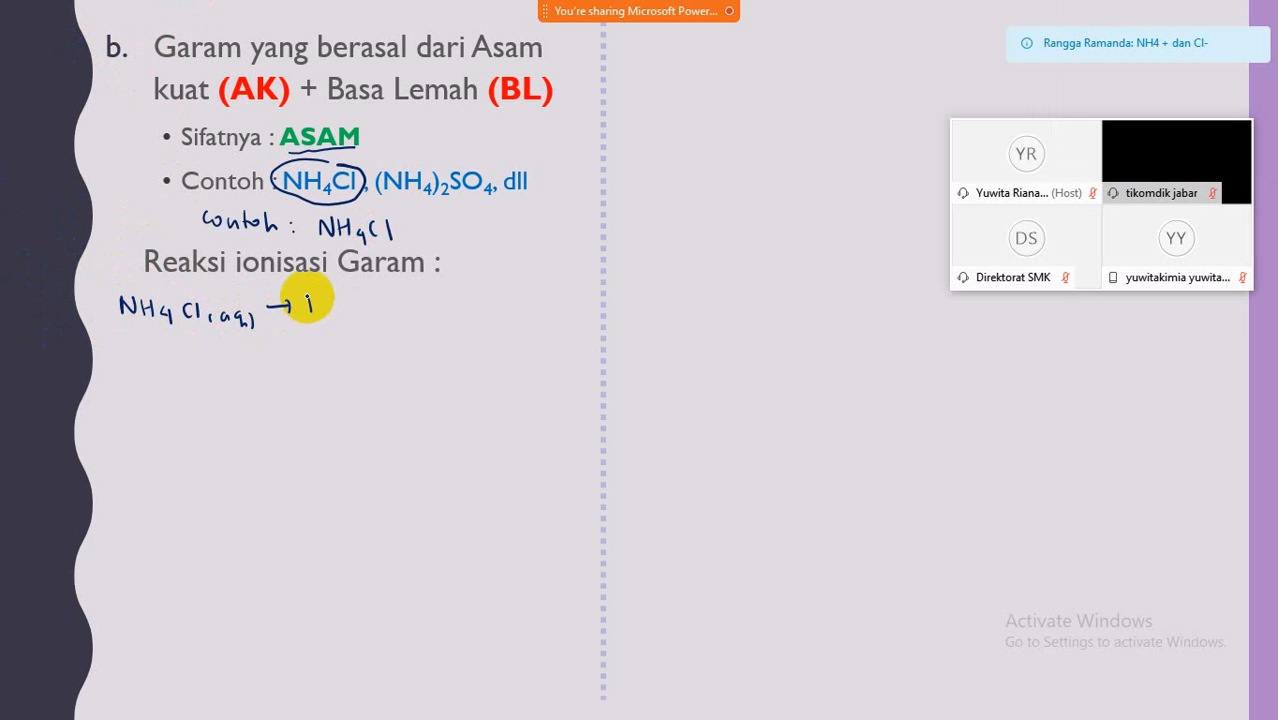 You're sharing Microsoft Power...
b. Garam yang berasal dari Asam
kuat (AK) + Basa Lemah (BL)
• Sifatnya : ASAM
• Contoh : NH₄Cl, (NH₄)₂SO₄, dll
Contoh : NH₄Cl
Reaksi ionisasi Garam :
NH₄Cl(aq) →
Rangga Ramanda: NH4 + dan Cl-
YR
Yuwita Riana... (Host)
tikomdik jabar
DS
Direktorat SMK
YY
yuwitakimia yuwita...
Activate Windows
Go to Settings to activate Windows.